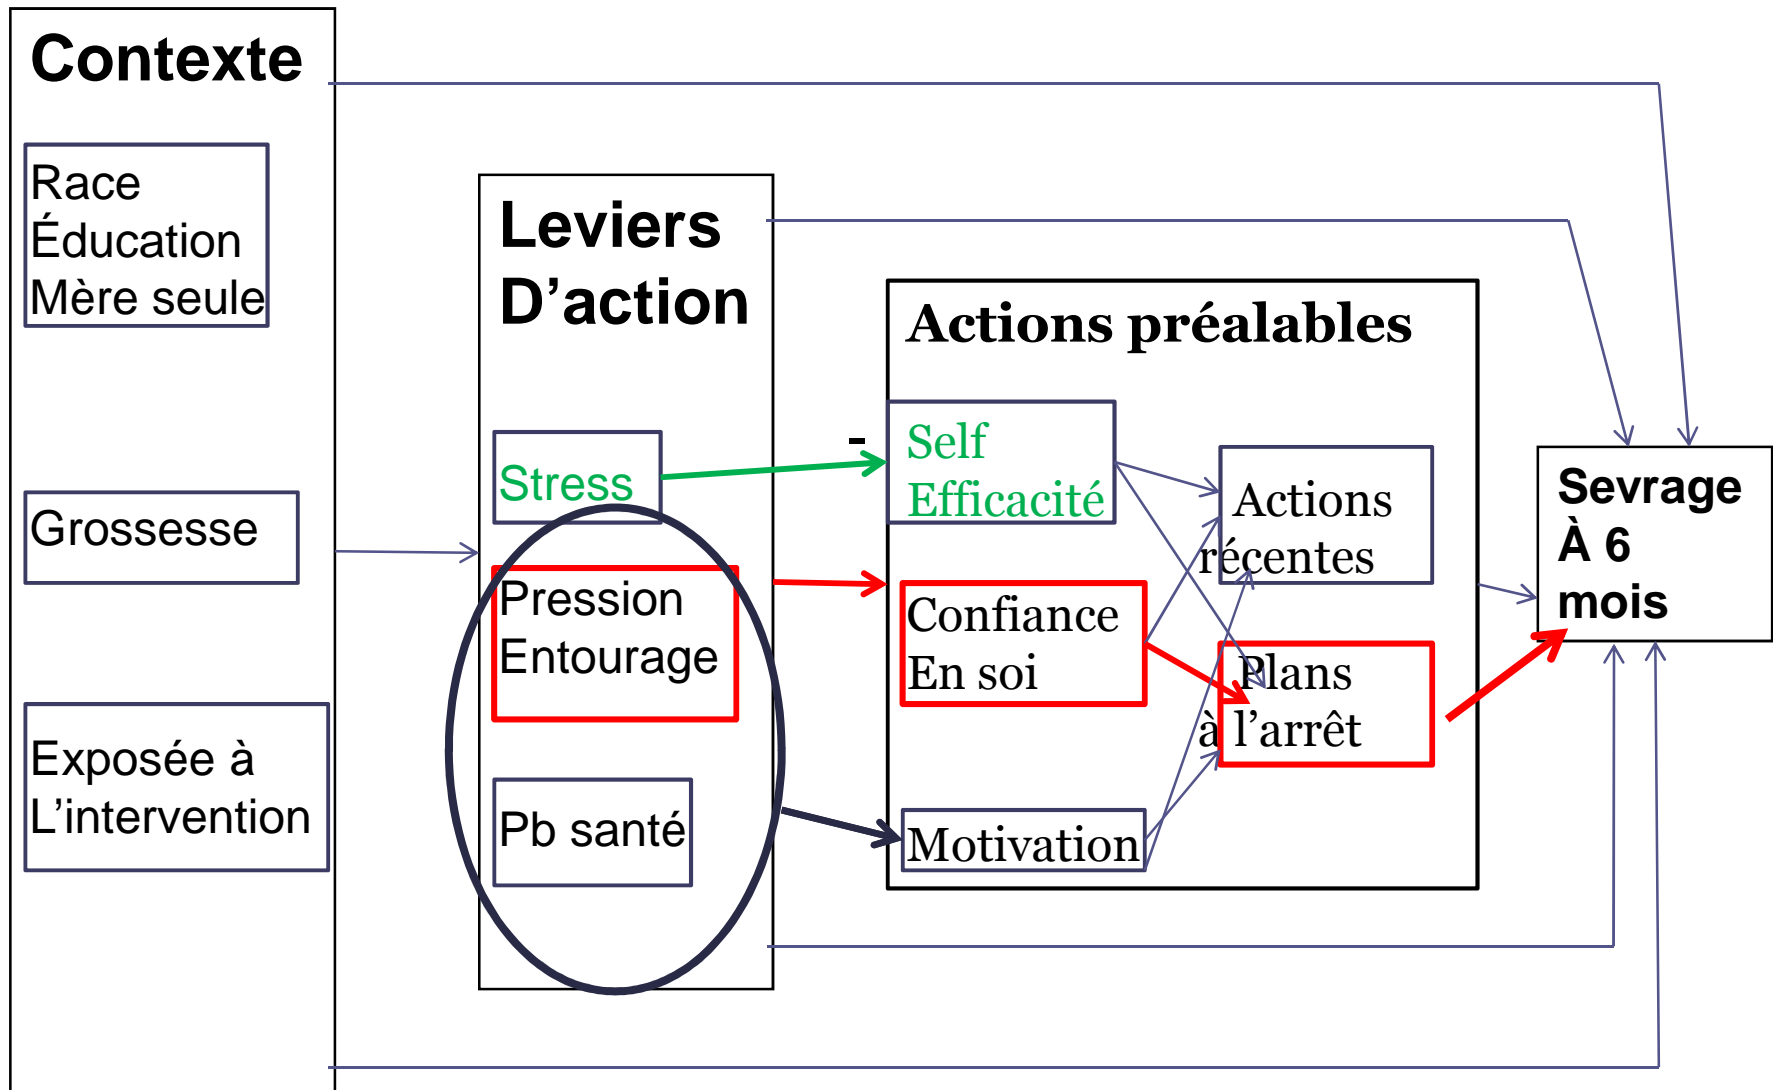 Contexte
Race
Éducation
Mère seule
Grossesse
Exposée à
L’intervention
Leviers
D’action
Stress
Pression
Entourage
Pb santé
Actions préalables
-
Self
Efficacité
Confiance
En soi
Motivation
Actions
récentes
Plans
à l’arrêt
Sevrage
À 6
mois